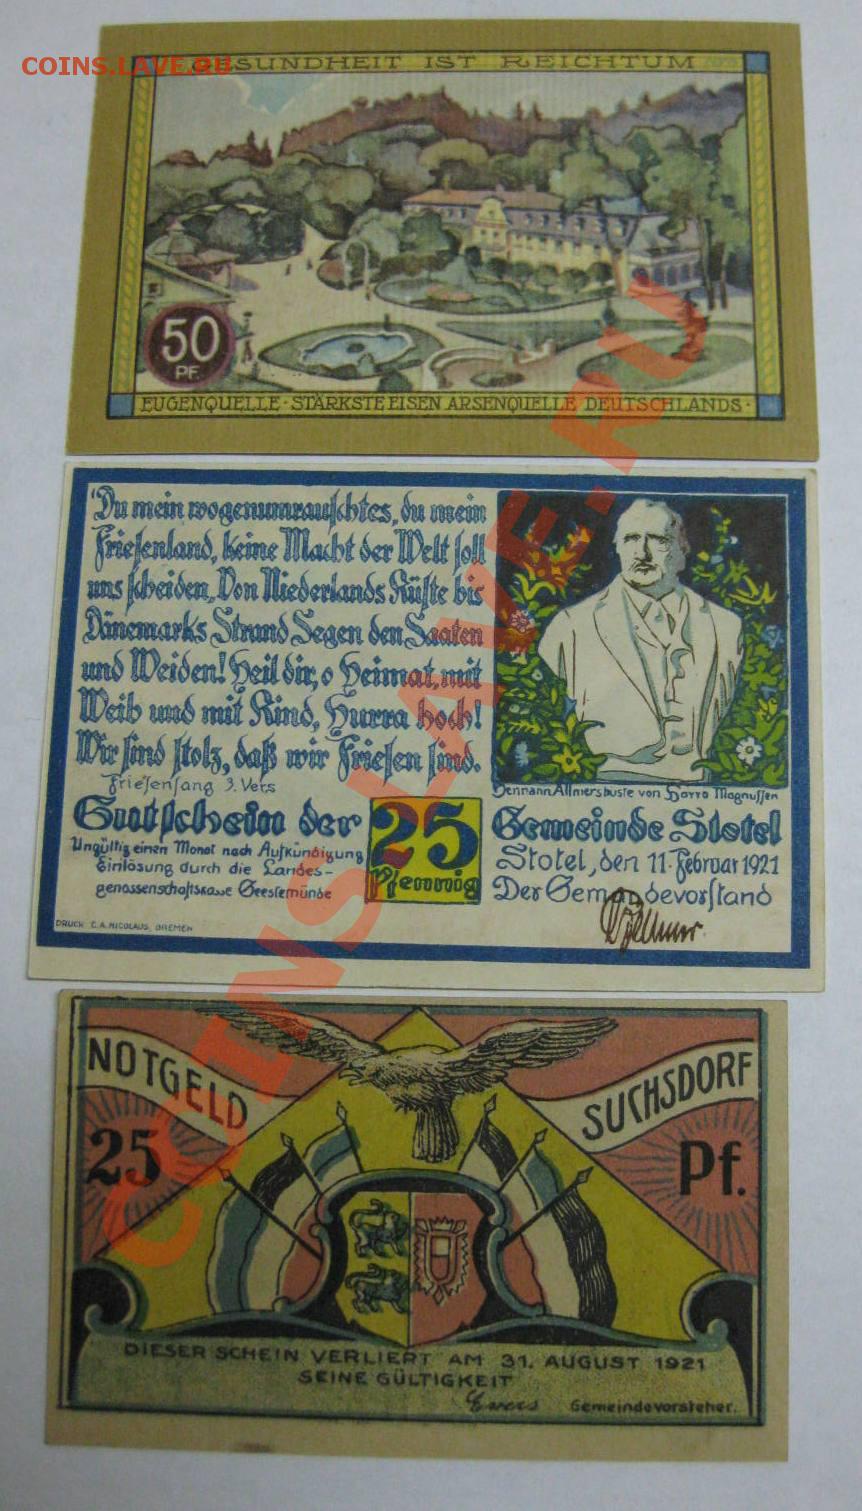 COINS.LAVE.RU
GESUNDHEIT IST REICHTUM
50
PF.
EUGENQUELLE · STÄRKSTE EISEN ARSENQUELLE DEUTSCHLANDS ·
"Du mein wogenumrauschtes, du mein
Friesenland, keine Macht der Welt soll
uns scheiden. Von Niederlands Küste bis
Dänemarks Strand Segen den Saaten
und Weiden! Heil dir, o Heimat, mit
Weib und mit Kind, Hurra hoch!
Wir sind stolz, daß wir Friesen sind.
Friesensang 3. Vers
Hermann Allmersbüste von Harro Magnussen
Gutschein der
25
Pfennig
Gemeinde Stotel
Ungültig einen Monat nach Aufkündigung
Einlösung durch die Landes-
genossenschaftskasse Geestemünde
Stotel, den 11. Februar 1921
Der Gemeindevorstand
DRUCK C.A. NICOLAUS, BREMEN
NOTGELD
SUCHSDORF
25
Pf.
DIESER SCHEIN VERLIERT AM 31. AUGUST 1921
SEINE GÜLTIGKEIT
Ewers Gemeindevorsteher.
COINS.LAVE.RU